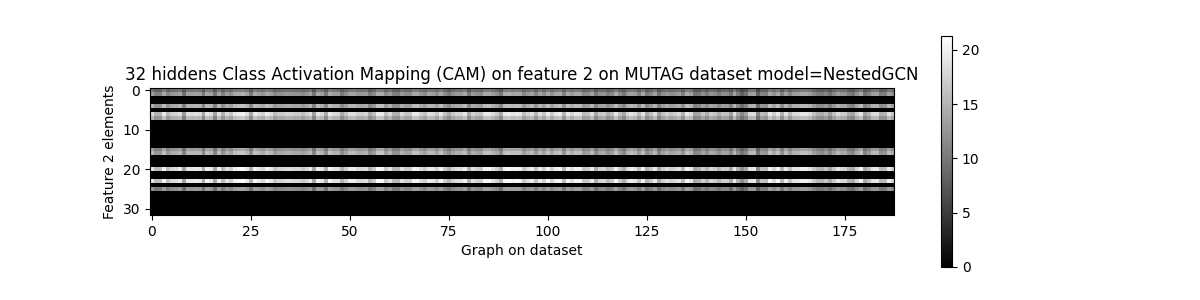 32 hiddens Class Activation Mapping (CAM) on feature 2 on MUTAG dataset model=NestedGCN
Feature 2 elements
0
10
20
30
0 25 50 75 100 125 150 175
Graph on dataset
20
15
10
5
0